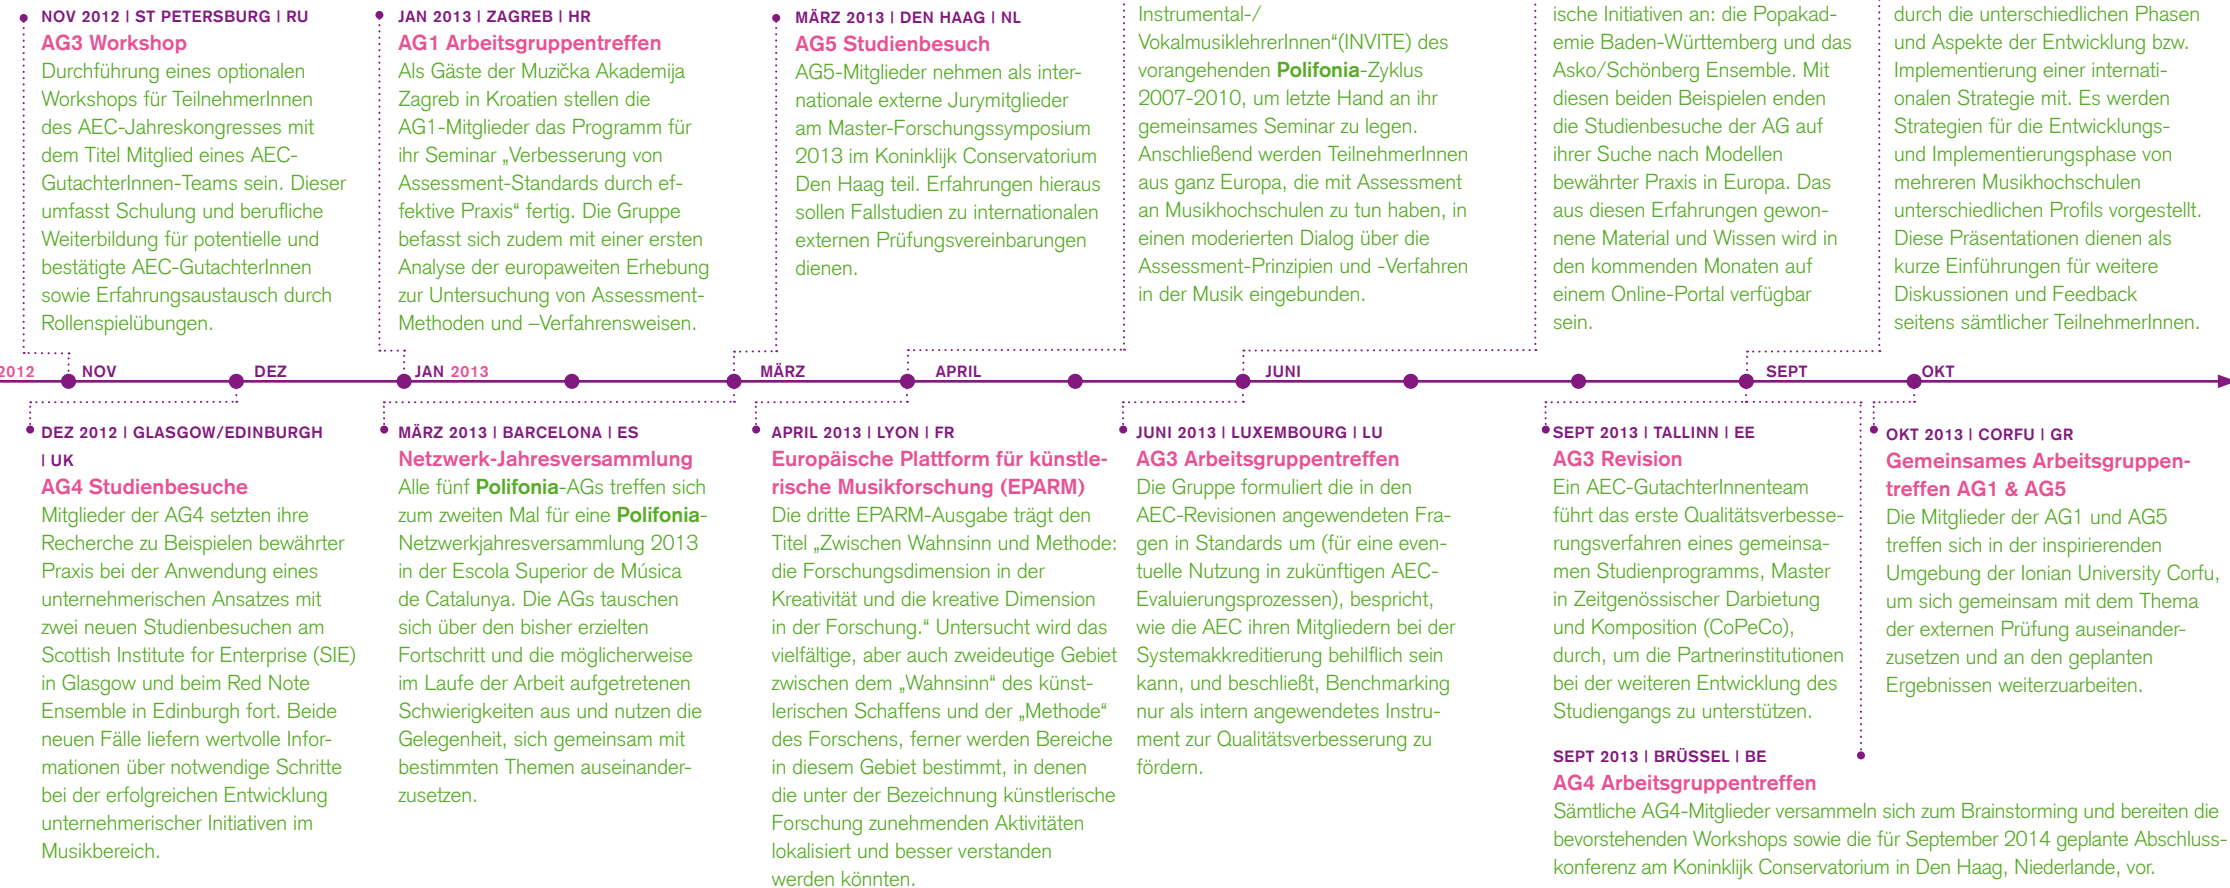 NOV 2012 | ST PETERSBURG | RU
AG3 Workshop
Durchführung eines optionalen
Workshops für TeilnehmerInnen
des AEC-Jahreskongresses mit
dem Titel Mitglied eines AEC-
GutachterInnen-Teams sein. Dieser
umfasst Schulung und berufliche
Weiterbildung für potentielle und
bestätigte AEC-GutachterInnen
sowie Erfahrungsaustausch durch
Rollenspielübungen.
JAN 2013 | ZAGREB | HR
AG1 Arbeitsgruppentreffen
Als Gäste der Muzička Akademija
Zagreb in Kroatien stellen die
AG1-Mitglieder das Programm für
ihr Seminar „Verbesserung von
Assessment-Standards durch ef-
fektive Praxis“ fertig. Die Gruppe
befasst sich zudem mit einer ersten
Analyse der europaweiten Erhebung
zur Untersuchung von Assessment-
Methoden und –Verfahrensweisen.
MÄRZ 2013 | DEN HAAG | NL
AG5 Studienbesuch
AG5-Mitglieder nehmen als inter-
nationale externe Jurymitglieder
am Master-Forschungssymposium
2013 im Koninklijk Conservatorium
Den Haag teil. Erfahrungen hieraus
sollen Fallstudien zu internationalen
externen Prüfungsvereinbarungen
dienen.
Instrumental-/
VokalmusiklehrerInnen“(INVITE) des
vorangehenden Polifonia-Zyklus
2007-2010, um letzte Hand an ihr
gemeinsames Seminar zu legen.
Anschließend werden TeilnehmerInnen
aus ganz Europa, die mit Assessment
an Musikhochschulen zu tun haben, in
einen moderierten Dialog über die
Assessment-Prinzipien und -Verfahren
in der Musik eingebunden.
ische Initiativen an: die Popakad-
emie Baden-Württemberg und das
Asko/Schönberg Ensemble. Mit
diesen beiden Beispielen enden
die Studienbesuche der AG auf
ihrer Suche nach Modellen
bewährter Praxis in Europa. Das
aus diesen Erfahrungen gewon-
nene Material und Wissen wird in
den kommenden Monaten auf
einem Online-Portal verfügbar
sein.
durch die unterschiedlichen Phasen
und Aspekte der Entwicklung bzw.
Implementierung einer internati-
onalen Strategie mit. Es werden
Strategien für die Entwicklungs-
und Implementierungsphase von
mehreren Musikhochschulen
unterschiedlichen Profils vorgestellt.
Diese Präsentationen dienen als
kurze Einführungen für weitere
Diskussionen und Feedback
seitens sämtlicher TeilnehmerInnen.
2012 NOV DEZ JAN 2013 MÄRZ APRIL JUNI SEPT OKT
DEZ 2012 | GLASGOW/EDINBURGH
| UK
AG4 Studienbesuche
Mitglieder der AG4 setzten ihre
Recherche zu Beispielen bewährter
Praxis bei der Anwendung eines
unternehmerischen Ansatzes mit
zwei neuen Studienbesuchen am
Scottish Institute for Enterprise (SIE)
in Glasgow und beim Red Note
Ensemble in Edinburgh fort. Beide
neuen Fälle liefern wertvolle Infor-
mationen über notwendige Schritte
bei der erfolgreichen Entwicklung
unternehmerischer Initiativen im
Musikbereich.
MÄRZ 2013 | BARCELONA | ES
Netzwerk-Jahresversammlung
Alle fünf Polifonia-AGs treffen sich
zum zweiten Mal für eine Polifonia-
Netzwerkjahresversammlung 2013
in der Escola Superior de Música
de Catalunya. Die AGs tauschen
sich über den bisher erzielten
Fortschritt und die möglicherweise
im Laufe der Arbeit aufgetretenen
Schwierigkeiten aus und nutzen die
Gelegenheit, sich gemeinsam mit
bestimmten Themen auseinander-
zusetzen.
APRIL 2013 | LYON | FR
Europäische Plattform für künstle-
rische Musikforschung (EPARM)
Die dritte EPARM-Ausgabe trägt den
Titel „Zwischen Wahnsinn und Methode:
die Forschungsdimension in der
Kreativität und die kreative Dimension
in der Forschung.“ Untersucht wird das
vielfältige, aber auch zweideutige Gebiet
zwischen dem „Wahnsinn“ des künst-
lerischen Schaffens und der „Methode“
des Forschens, ferner werden Bereiche
in diesem Gebiet bestimmt, in denen
die unter der Bezeichnung künstlerische
Forschung zunehmenden Aktivitäten
lokalisiert und besser verstanden
werden könnten.
JUNI 2013 | LUXEMBOURG | LU
AG3 Arbeitsgruppentreffen
Die Gruppe formuliert die in den
AEC-Revisionen angewendeten Fra-
gen in Standards um (für eine even-
tuelle Nutzung in zukünftigen AEC-
Evaluierungsprozessen), bespricht,
wie die AEC ihren Mitgliedern bei der
Systemakkreditierung behilflich sein
kann, und beschließt, Benchmarking
nur als intern angewendetes Instru-
ment zur Qualitätsverbesserung zu
fördern.
SEPT 2013 | TALLINN | EE
AG3 Revision
Ein AEC-GutachterInnenteam
führt das erste Qualitätsverbesse-
rungsverfahren eines gemeinsa-
men Studienprogramms, Master
in Zeitgenössischer Darbietung
und Komposition (CoPeCo),
durch, um die Partnerinstitutionen
bei der weiteren Entwicklung des
Studiengangs zu unterstützen.
OKT 2013 | CORFU | GR
Gemeinsames Arbeitsgruppen-
treffen AG1 & AG5
Die Mitglieder der AG1 und AG5
treffen sich in der inspirierenden
Umgebung der Ionian University Corfu,
um sich gemeinsam mit dem Thema
der externen Prüfung auseinander-
zusetzen und an den geplanten
Ergebnissen weiterzuarbeiten.
SEPT 2013 | BRÜSSEL | BE
AG4 Arbeitsgruppentreffen
Sämtliche AG4-Mitglieder versammeln sich zum Brainstorming und bereiten die
bevorstehenden Workshops sowie die für September 2014 geplante Abschluss-
konferenz am Koninklijk Conservatorium in Den Haag, Niederlande, vor.